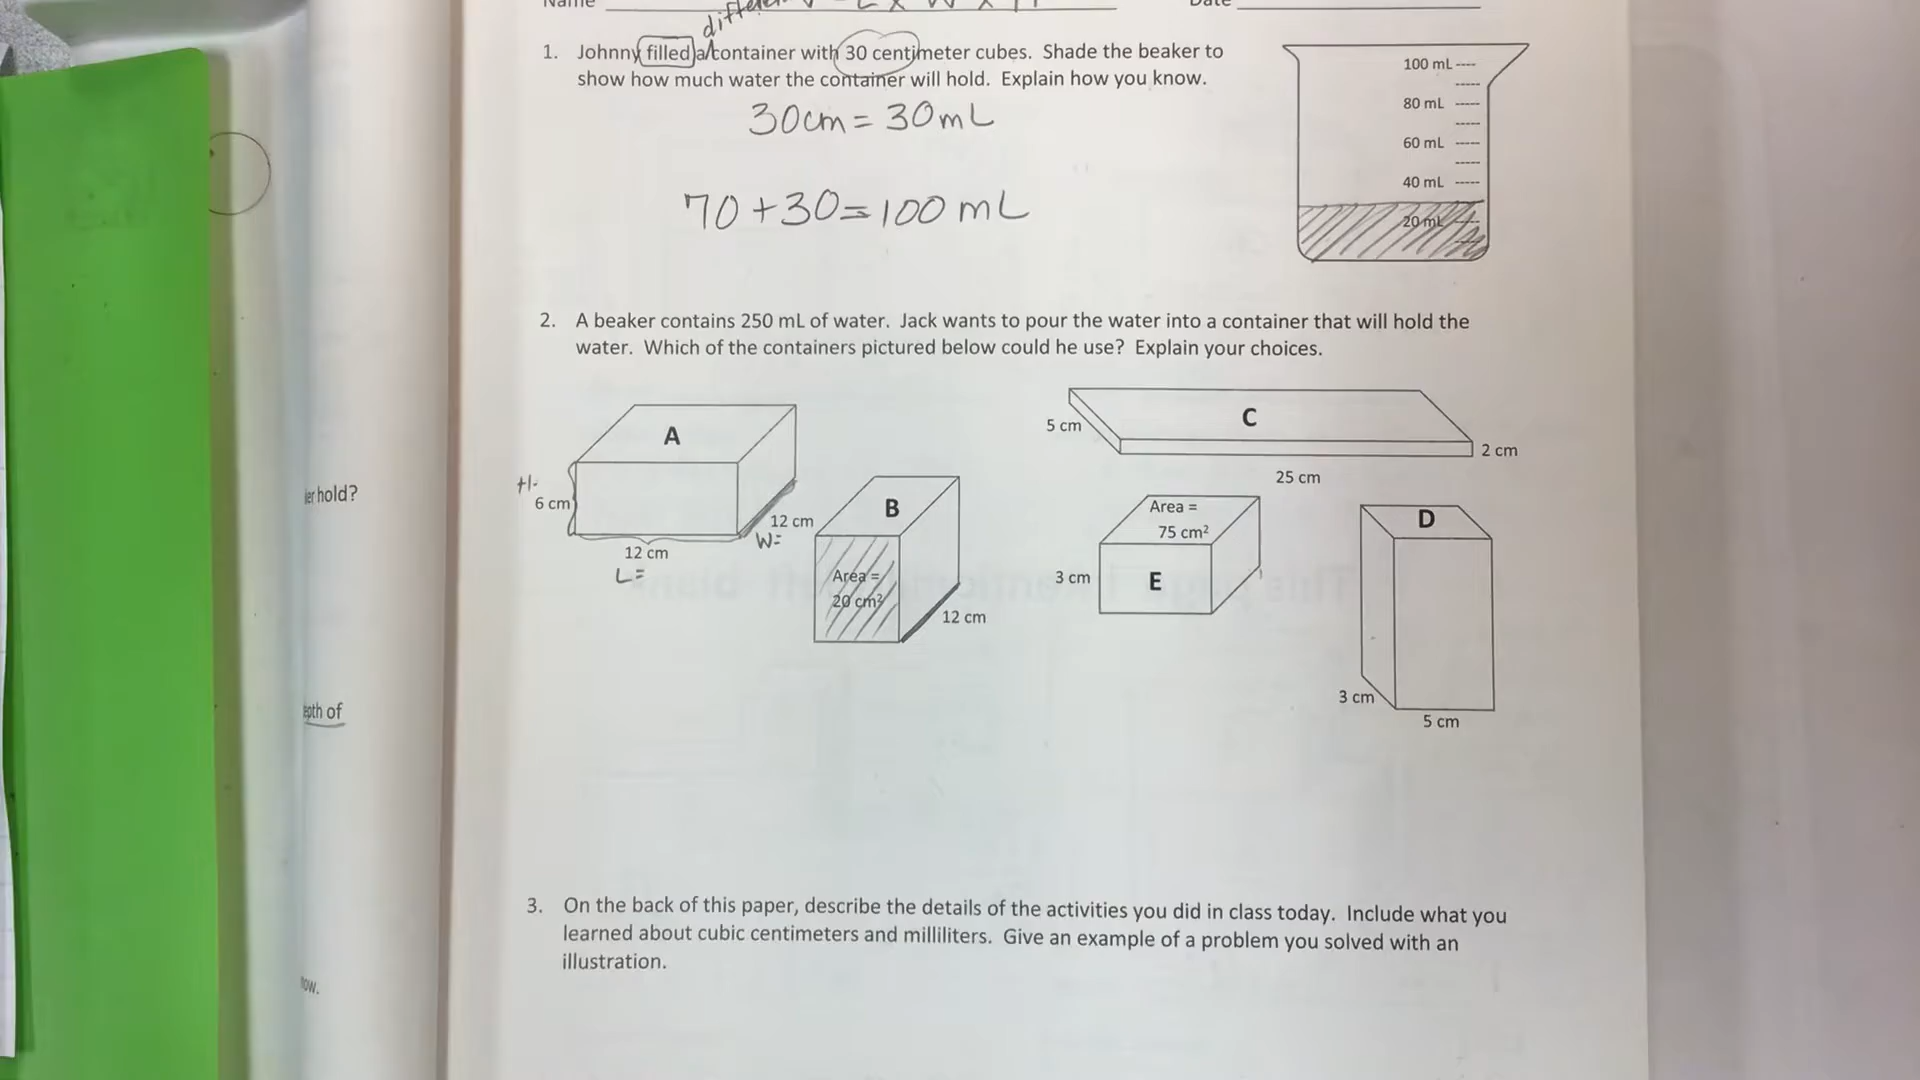 Name
Date
different
1. Johnny filled a container with 30 centimeter cubes. Shade the beaker to
show how much water the container will hold. Explain how you know.
30cm = 30mL
70 + 30 = 100 mL
100 mL
80 mL
60 mL
40 mL
20 mL
2. A beaker contains 250 mL of water. Jack wants to pour the water into a container that will hold the
water. Which of the containers pictured below could he use? Explain your choices.
A
H-
6 cm
12 cm
L=
12 cm
W=
B
Area =
20 cm²
12 cm
C
5 cm
2 cm
25 cm
Area =
75 cm²
3 cm
E
D
3 cm
5 cm
3. On the back of this paper, describe the details of the activities you did in class today. Include what you
learned about cubic centimeters and milliliters. Give an example of a problem you solved with an
illustration.
hold?
of